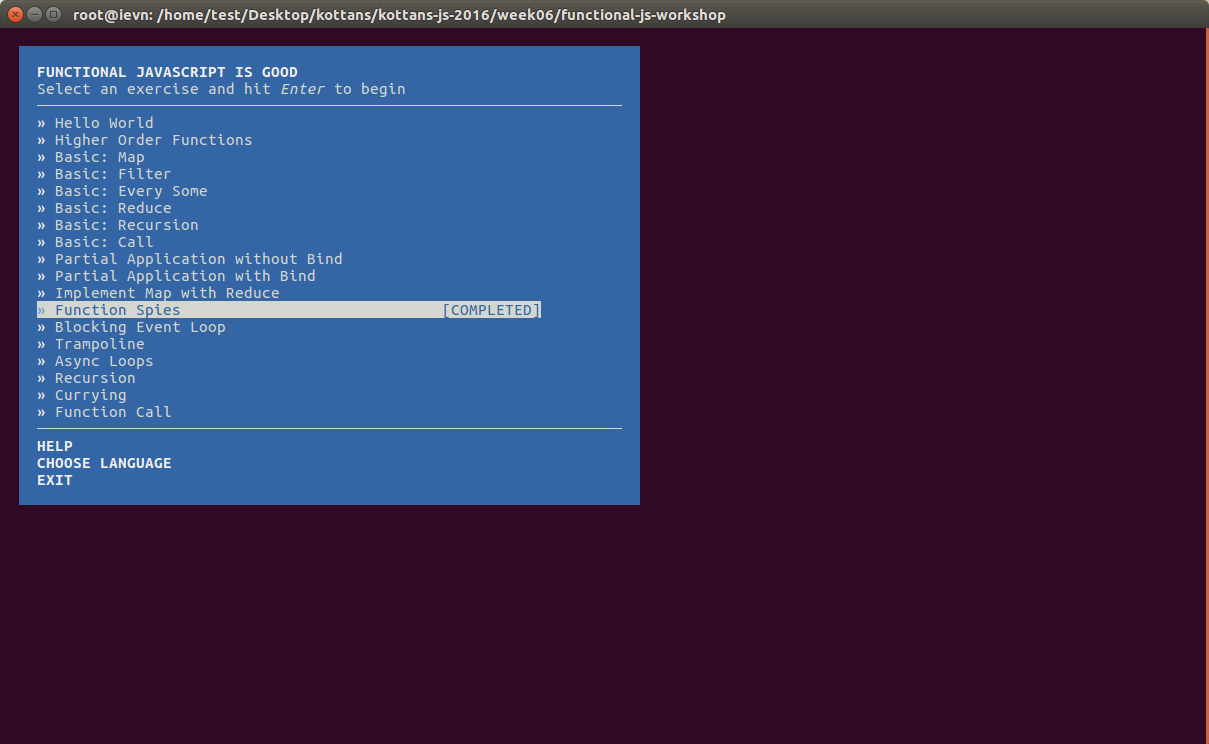 root@ievn: /home/test/Desktop/kottans/kottans-js-2016/week06/functional-js-workshop
FUNCTIONAL JAVASCRIPT IS GOOD
Select an exercise and hit Enter to begin
» Hello World
» Higher Order Functions
» Basic: Map
» Basic: Filter
» Basic: Every Some
» Basic: Reduce
» Basic: Recursion
» Basic: Call
» Partial Application without Bind
» Partial Application with Bind
» Implement Map with Reduce
» Function Spies [COMPLETED]
» Blocking Event Loop
» Trampoline
» Async Loops
» Recursion
» Currying
» Function Call
HELP
CHOOSE LANGUAGE
EXIT